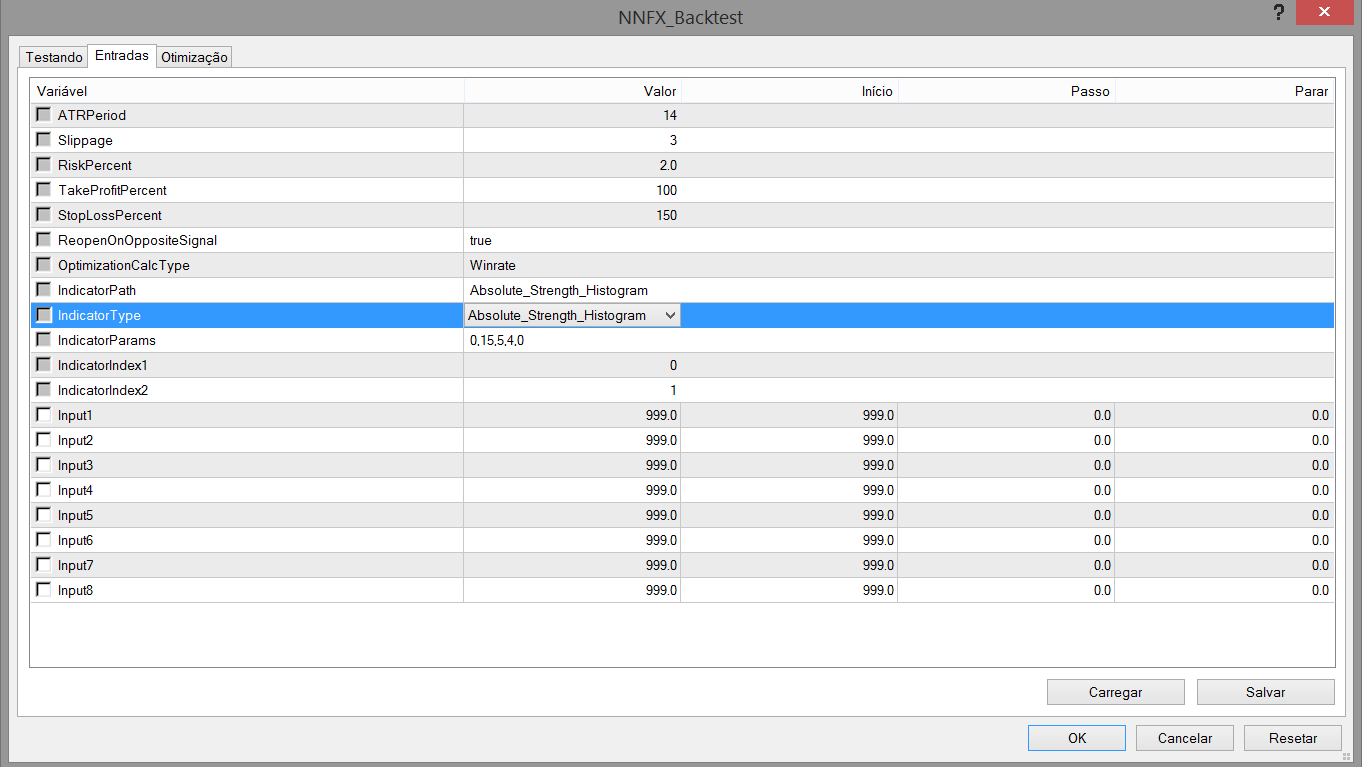 NNFX_Backtest
?
Testando Entradas Otimização
Variável Valor Início Passo Parar
ATRPeriod 14
Slippage 3
RiskPercent 2.0
TakeProfitPercent 100
StopLossPercent 150
ReopenOnOppositeSignal true
OptimizationCalcType Winrate
IndicatorPath Absolute_Strength_Histogram
IndicatorType Absolute_Strength_Histogram
IndicatorParams 0,15,5,4,0
IndicatorIndex1 0
IndicatorIndex2 1
Input1 999.0 999.0 0.0 0.0
Input2 999.0 999.0 0.0 0.0
Input3 999.0 999.0 0.0 0.0
Input4 999.0 999.0 0.0 0.0
Input5 999.0 999.0 0.0 0.0
Input6 999.0 999.0 0.0 0.0
Input7 999.0 999.0 0.0 0.0
Input8 999.0 999.0 0.0 0.0
Carregar Salvar
OK Cancelar Resetar